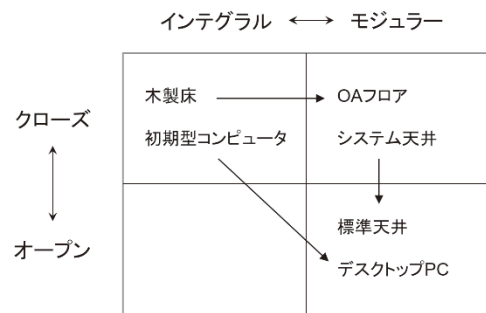 インテグラル ←→ モジュラー
クローズ
オープン
木製床 OAフロア
初期型コンピュータ システム天井
標準天井
デスクトップPC